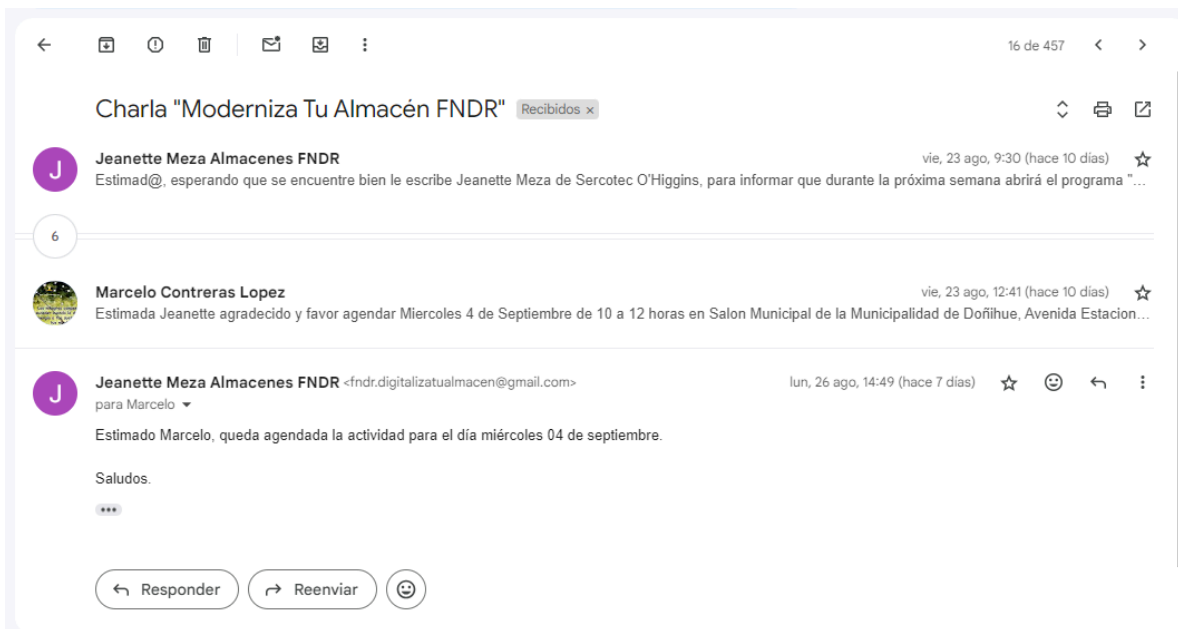 16 de 457
Charla "Moderniza Tu Almacén FNDR" Recibidos ×
J
Jeanette Meza Almacenes FNDR vie, 23 ago, 9:30 (hace 10 días)
Estimad@, esperando que se encuentre bien le escribe Jeanette Meza de Sercotec O'Higgins, para informar que durante la próxima semana abrirá el programa "...
6
Marcelo Contreras Lopez vie, 23 ago, 12:41 (hace 10 días)
Estimada Jeanette agradecido y favor agendar Miercoles 4 de Septiembre de 10 a 12 horas en Salon Municipal de la Municipalidad de Doñihue, Avenida Estacion...
J
Jeanette Meza Almacenes FNDR <fndr.digitalizatualmacen@gmail.com> lun, 26 ago, 14:49 (hace 7 días)
para Marcelo
Estimado Marcelo, queda agendada la actividad para el día miércoles 04 de septiembre.
Saludos.
Responder Reenviar